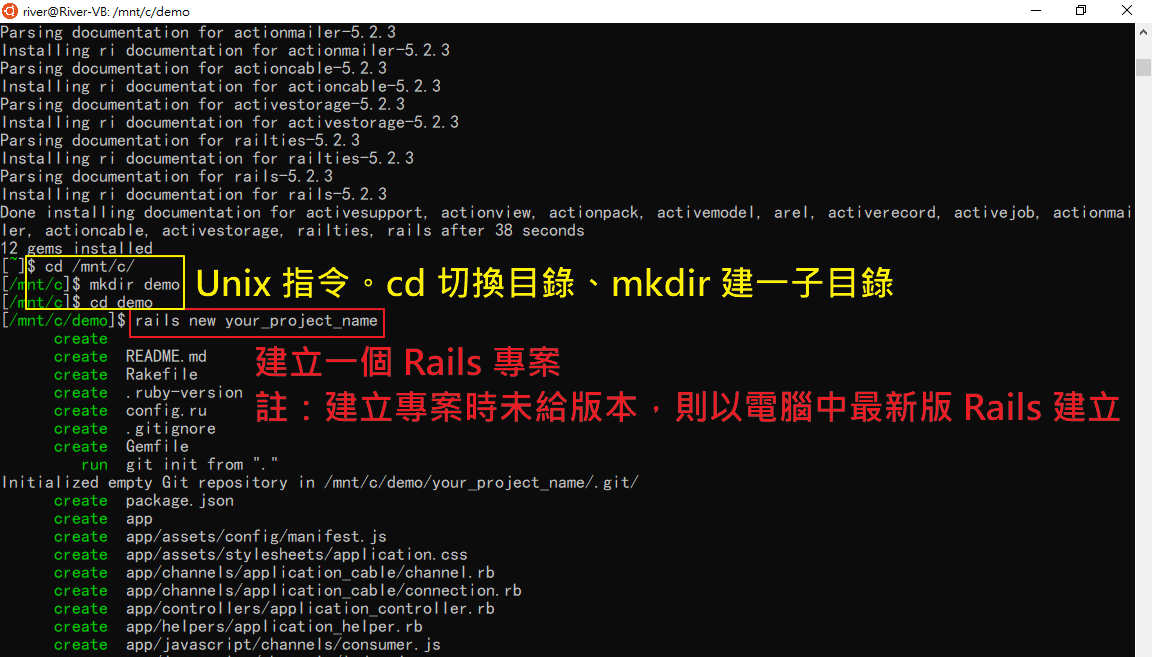 river@River-VB: /mnt/c/demo
Parsing documentation for actionmailer-5.2.3
Installing ri documentation for actionmailer-5.2.3
Parsing documentation for actioncable-5.2.3
Installing ri documentation for actioncable-5.2.3
Parsing documentation for activestorage-5.2.3
Installing ri documentation for activestorage-5.2.3
Parsing documentation for railties-5.2.3
Installing ri documentation for railties-5.2.3
Parsing documentation for rails-5.2.3
Installing ri documentation for rails-5.2.3
Done installing documentation for activesupport, actionview, actionpack, activemodel, arel, activerecord, activejob, actionmai
ler, actioncable, activestorage, railties, rails after 38 seconds
12 gems installed
[~]$ cd /mnt/c/
[/mnt/c]$ mkdir demo
Unix 指令。cd 切換目錄、mkdir 建一子目錄
[/mnt/c]$ cd demo
[/mnt/c/demo]$ rails new your_project_name
create
create README.md
建立一個 Rails 專案
create Rakefile
create .ruby-version
註：建立專案時未給版本，則以電腦中最新版 Rails 建立
create config.ru
create .gitignore
create Gemfile
run git init from "."
Initialized empty Git repository in /mnt/c/demo/your_project_name/.git/
create package.json
create app
create app/assets/config/manifest.js
create app/assets/stylesheets/application.css
create app/channels/application_cable/channel.rb
create app/channels/application_cable/connection.rb
create app/controllers/application_controller.rb
create app/helpers/application_helper.rb
create app/javascript/channels/consumer.js